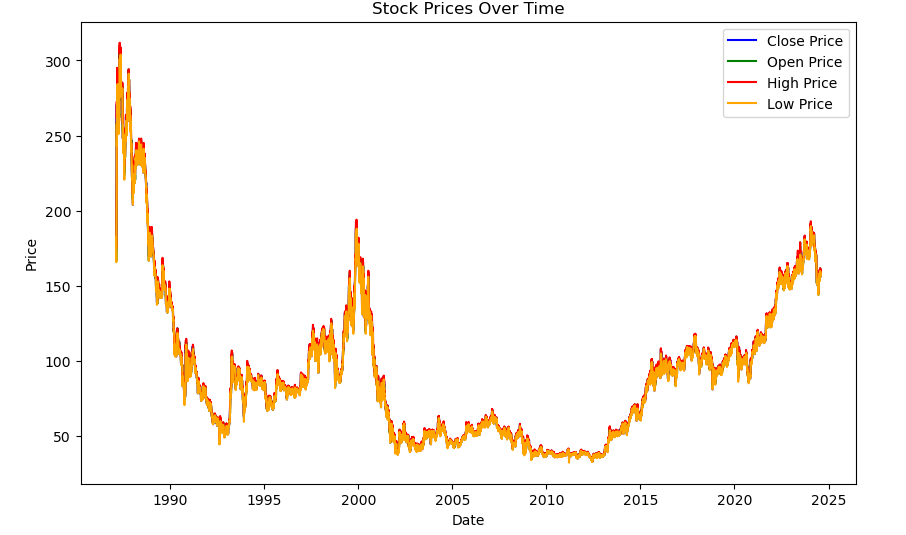 Stock Prices Over Time
Close Price
Open Price
High Price
Low Price
300
250
200
150
100
50
Price
1990 1995 2000 2005 2010 2015 2020 2025
Date